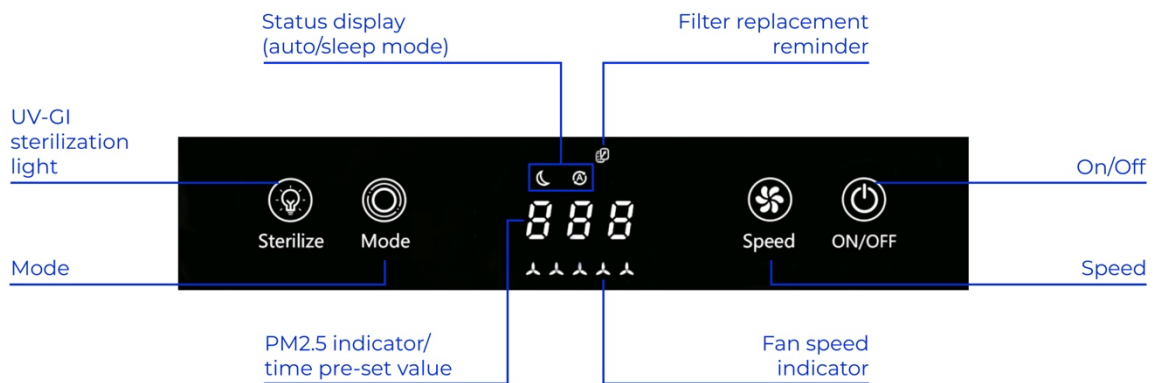 Status display
(auto/sleep mode)
Filter replacement
reminder
UV-GI
sterilization
light
On/Off
A
888
Sterilize
Mode
Speed
ON/OFF
Mode
Speed
PM2.5 indicator/
time pre-set value
Fan speed
indicator